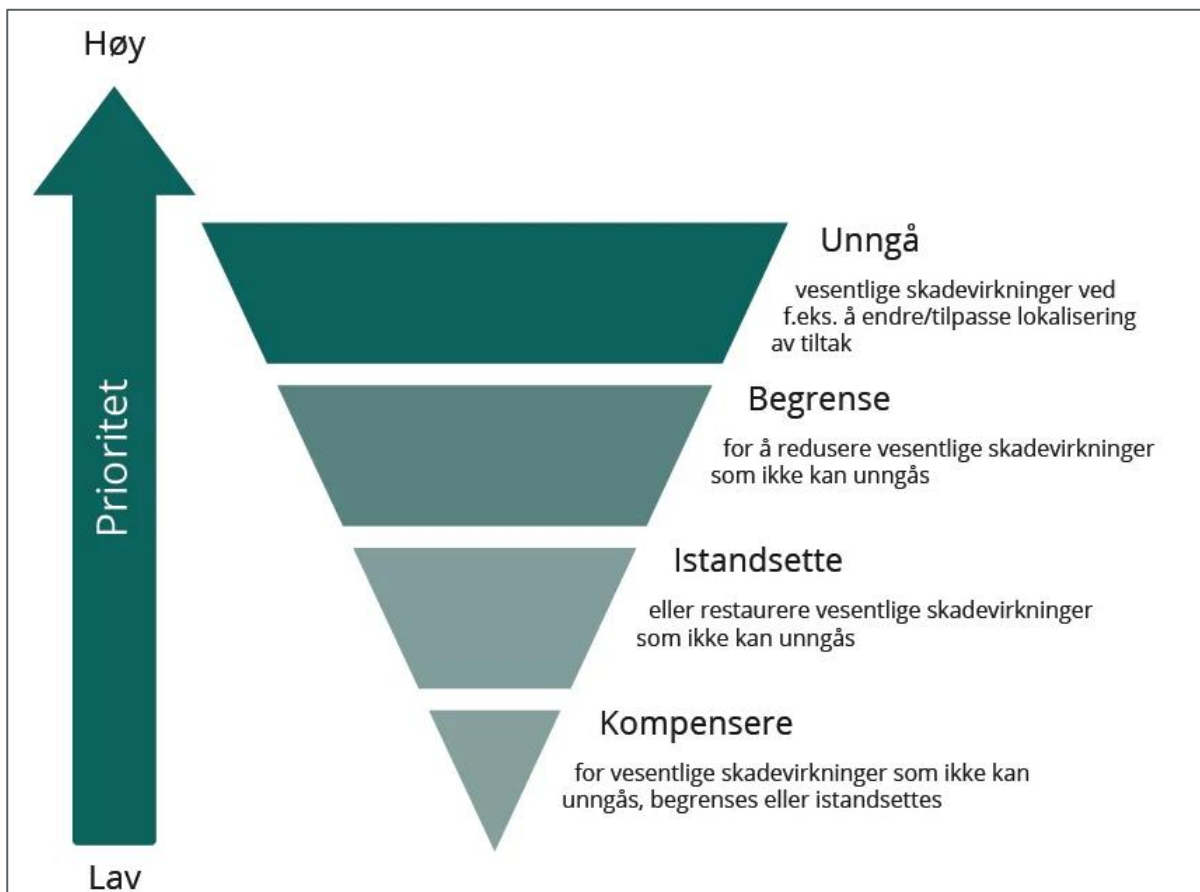 Høy
Prioritet
Lav
Unngå
vesentlige skadevirkninger ved
f.eks. å endre/tilpasse lokalisering
av tiltak
Begrense
for å redusere vesentlige skadevirkninger
som ikke kan unngås
Istandsette
eller restaurere vesentlige skadevirkninger
som ikke kan unngås
Kompensere
for vesentlige skadevirkninger som ikke kan
unngås, begrenses eller istandsettes